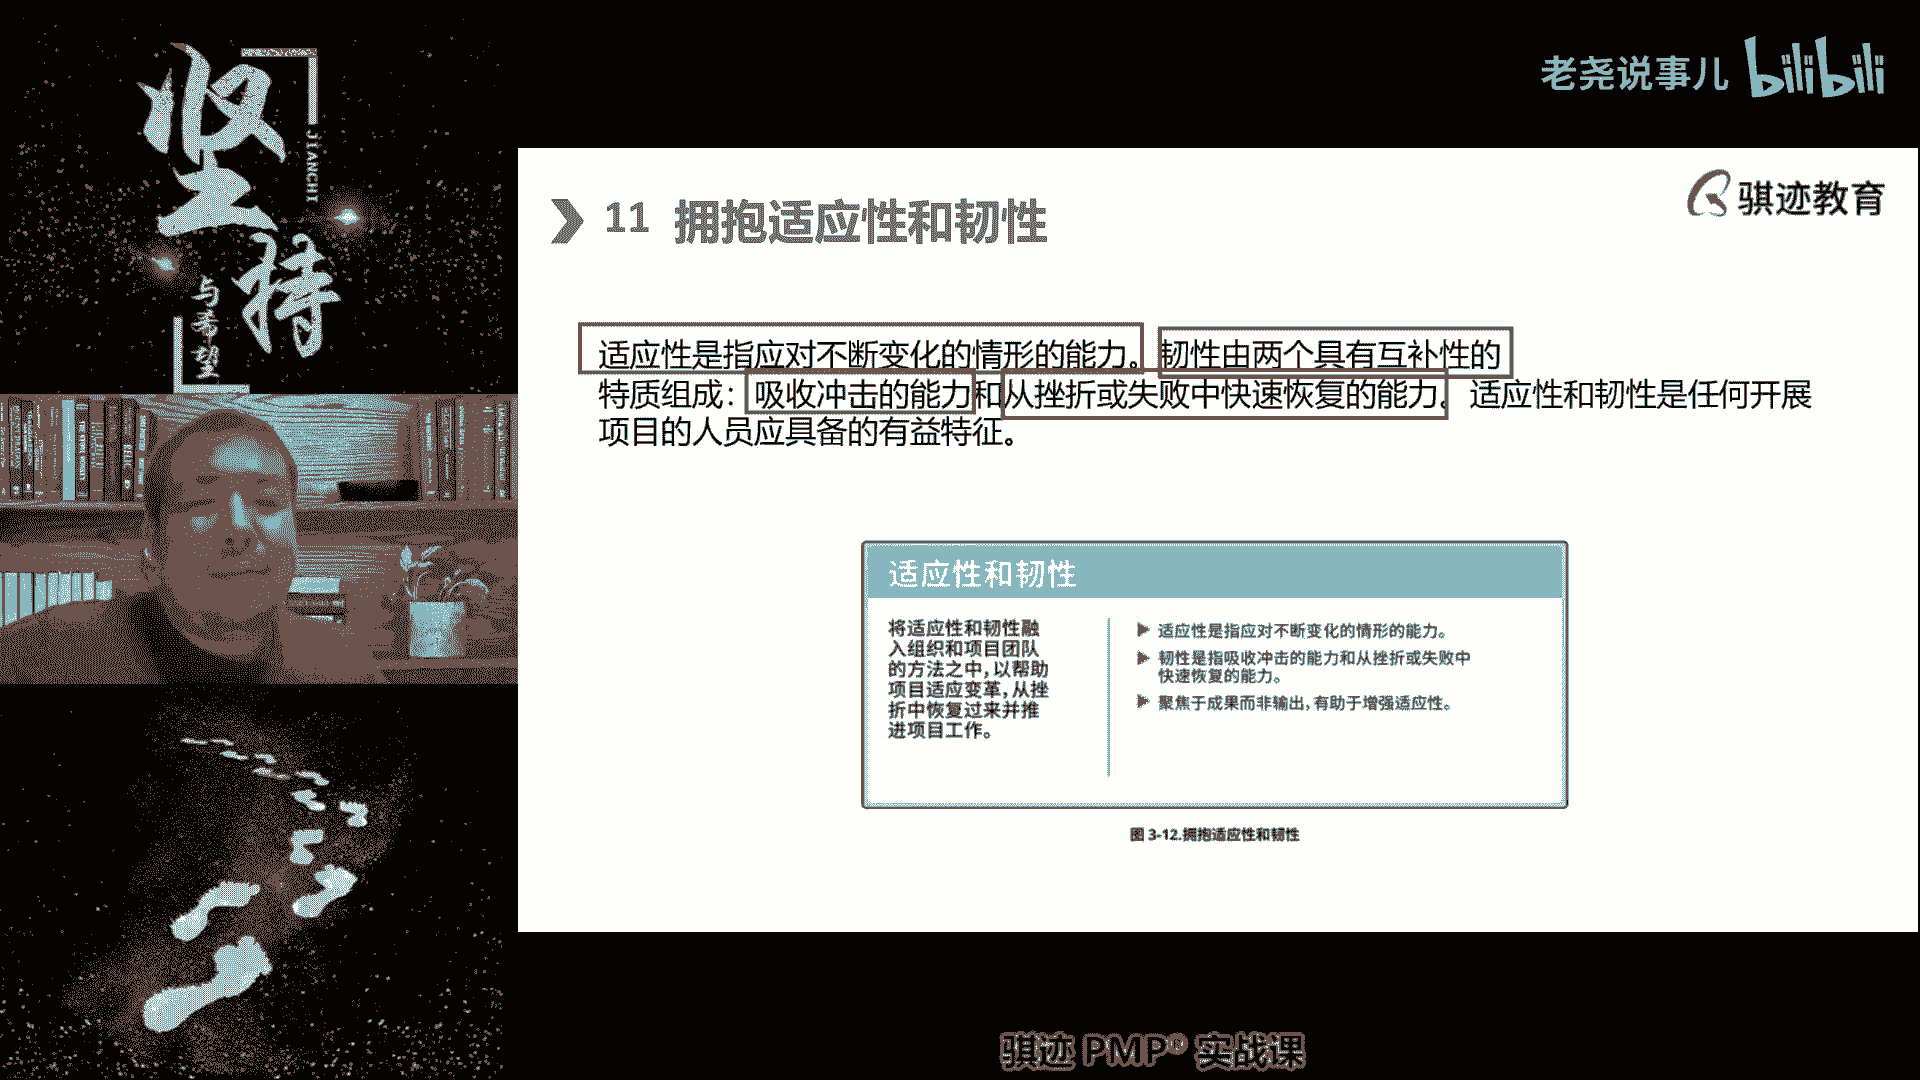 坚持
JIANCHI
与希望
老尧说事儿 bilibili
骐迹教育
11 拥抱适应性和韧性
适应性是指应对不断变化的情形的能力。韧性由两个具有互补性的
特质组成：吸收冲击的能力和从挫折或失败中快速恢复的能力。适应性和韧性是任何开展
项目的人员应具备的有益特征。
适应性和韧性
将适应性和韧性融
入组织和项目团队
的方法之中，以帮助
项目适应变革，从挫
折中恢复过来并推
进项目工作。
适应性是指应对不断变化的情形的能力。
韧性是指吸收冲击的能力和从挫折或失败中
快速恢复的能力。
聚焦于成果而非输出，有助于增强适应性。
图 3-12.拥抱适应性和韧性
骐迹 PMP® 实战课